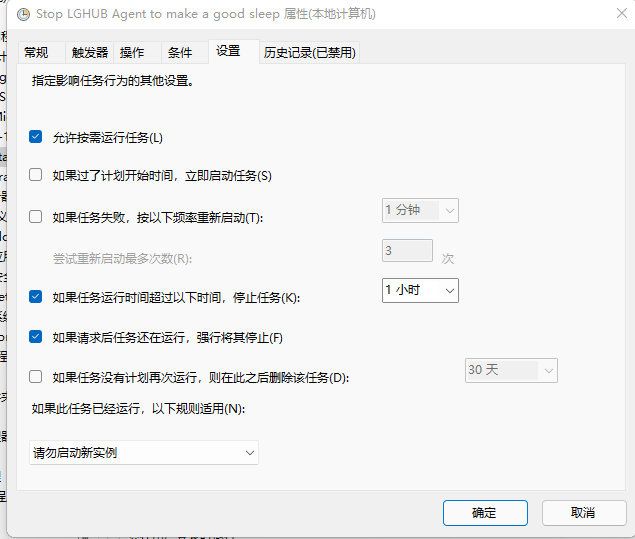 Stop LGHUB Agent to make a good sleep 属性(本地计算机)
常规 触发器 操作 条件 设置 历史记录(已禁用)
指定影响任务行为的其他设置。
允许按需运行任务(L)
如果过了计划开始时间，立即启动任务(S)
如果任务失败，按以下频率重新启动(T): 1 分钟
尝试重新启动最多次数(R): 3 次
如果任务运行时间超过以下时间，停止任务(K): 1 小时
如果请求后任务还在运行，强行将其停止(F)
如果任务没有计划再次运行，则在此之后删除该任务(D): 30 天
如果此任务已经运行，以下规则适用(N):
请勿启动新实例
确定 取消